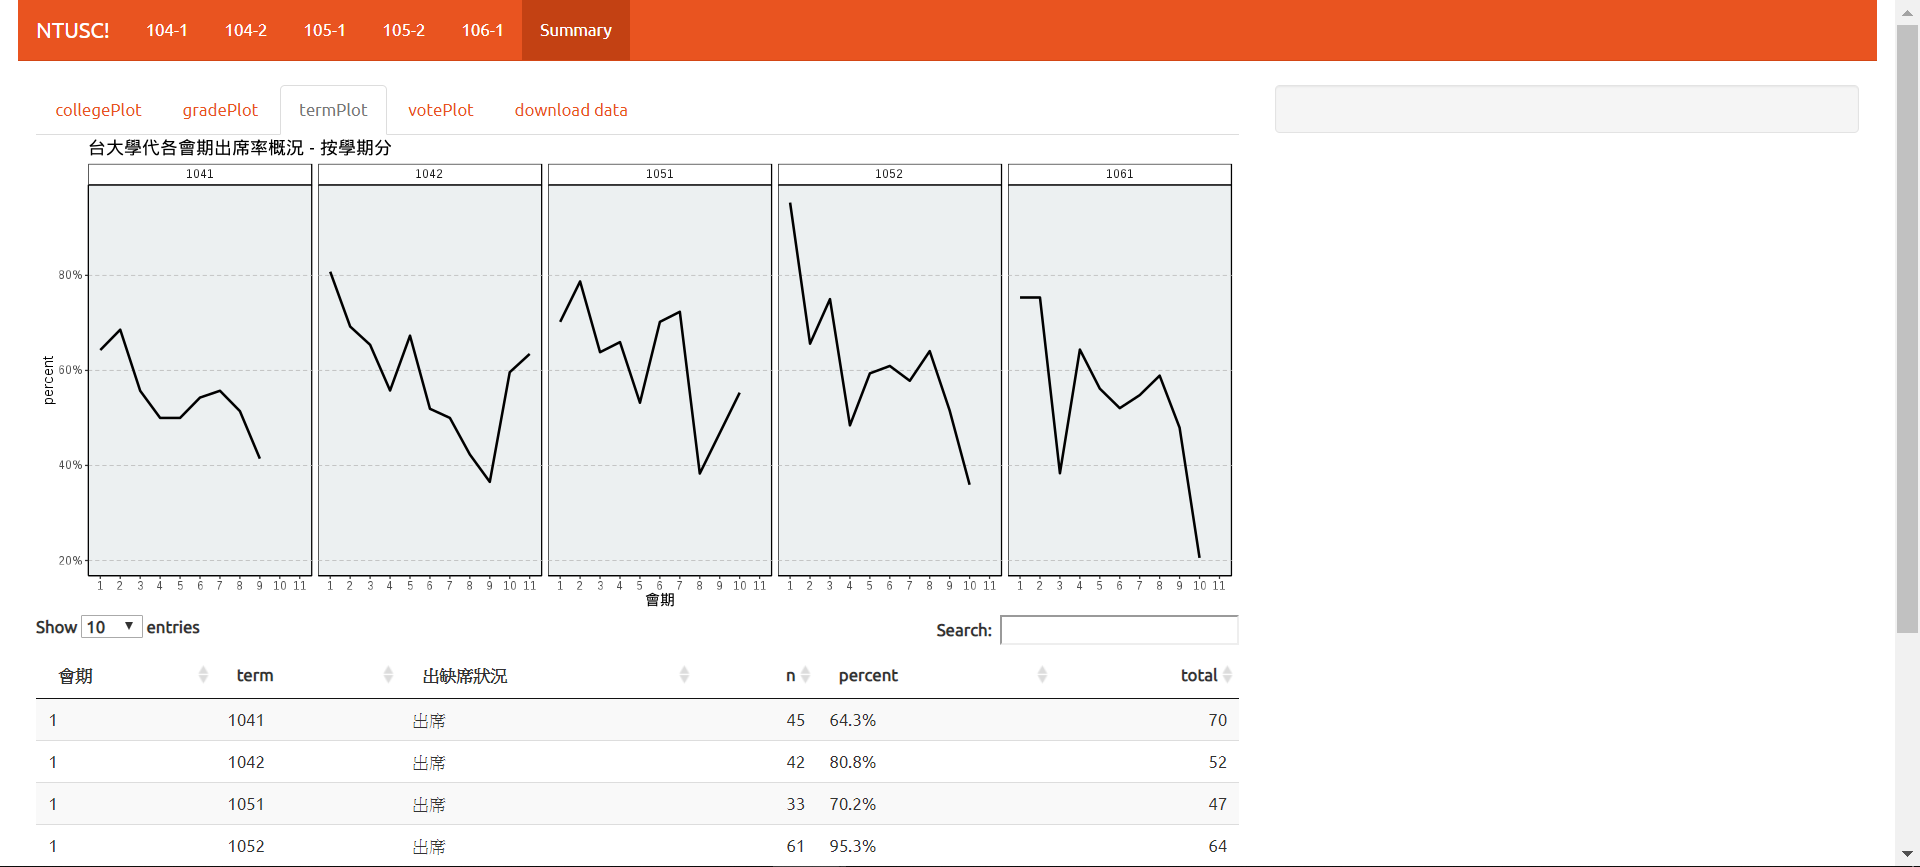 NTUSC! 104-1 104-2 105-1 105-2 106-1 Summary
collegePlot gradePlot termPlot votePlot download data
台大學代各會期出席率概況 - 按學期分
1041 1042 1051 1052 1061
80%
60%
40%
20%
percent
1 2 3 4 5 6 7 8 9 10 11 1 2 3 4 5 6 7 8 9 10 11 1 2 3 4 5 6 7 8 9 10 11 1 2 3 4 5 6 7 8 9 10 11 1 2 3 4 5 6 7 8 9 10 11
會期
Show 10 entries Search:
會期 term 出缺席狀況 n percent total
1 1041 出席 45 64.3% 70
1 1042 出席 42 80.8% 52
1 1051 出席 33 70.2% 47
1 1052 出席 61 95.3% 64